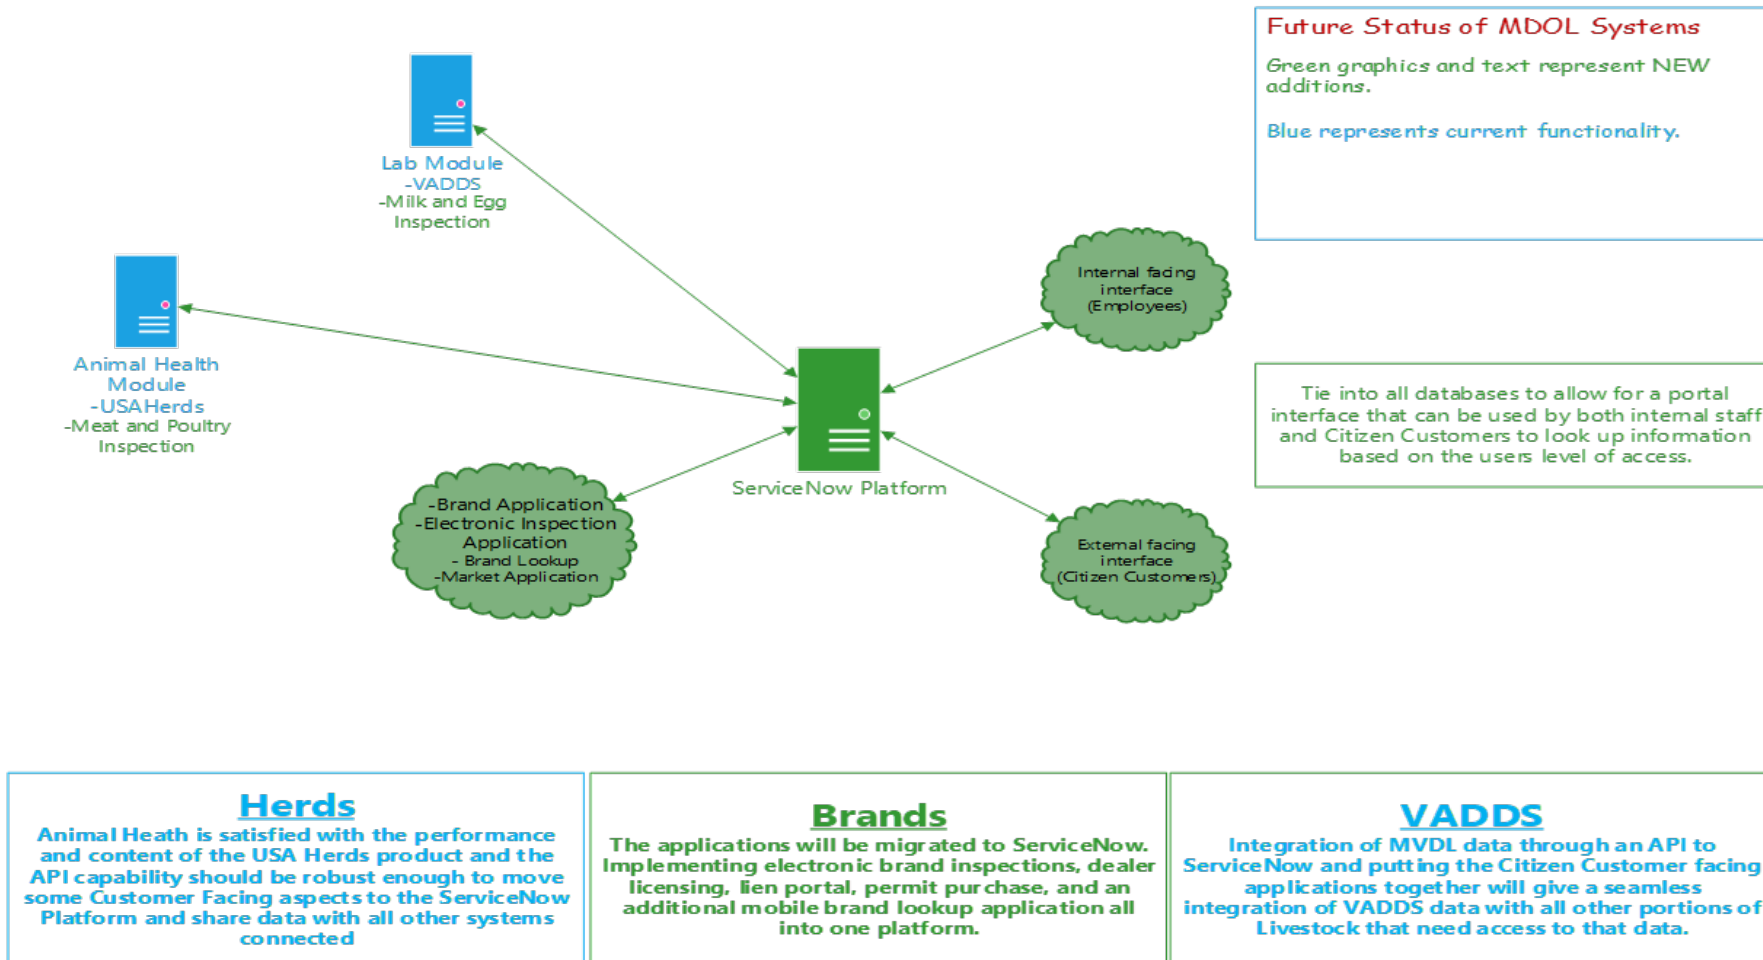 Future Status of MDOL Systems
Green graphics and text represent NEW
additions.
Blue represents current functionality.
Lab Module
-VADDS
-Milk and Egg
Inspection
Internal facing
interface
(Employees)
Animal Health
Module
-USAHerds
-Meat and Poultry
Inspection
Tie into all databases to allow for a portal
interface that can be used by both internal staff
and Citizen Customers to look up information
based on the users level of access.
ServiceNow Platform
-Brand Application
-Electronic Inspection
Application
- Brand Lookup
-Market Application
External facing
interface
(Citizen Customers)
Herds
Animal Heath is satisfied with the performance
and content of the USA Herds product and the
API capability should be robust enough to move
some Customer Facing aspects to the ServiceNow
Platform and share data with all other systems
connected
Brands
The applications will be migrated to ServiceNow.
Implementing electronic brand inspections, dealer
licensing, lien portal, permit purchase, and an
additional mobile brand lookup application all
into one platform.
VADDS
Integration of MVDL data through an API to
ServiceNow and putting the Citizen Customer facing
applications together will give a seamless
integration of VADDS data with all other portions of
Livestock that need access to that data.